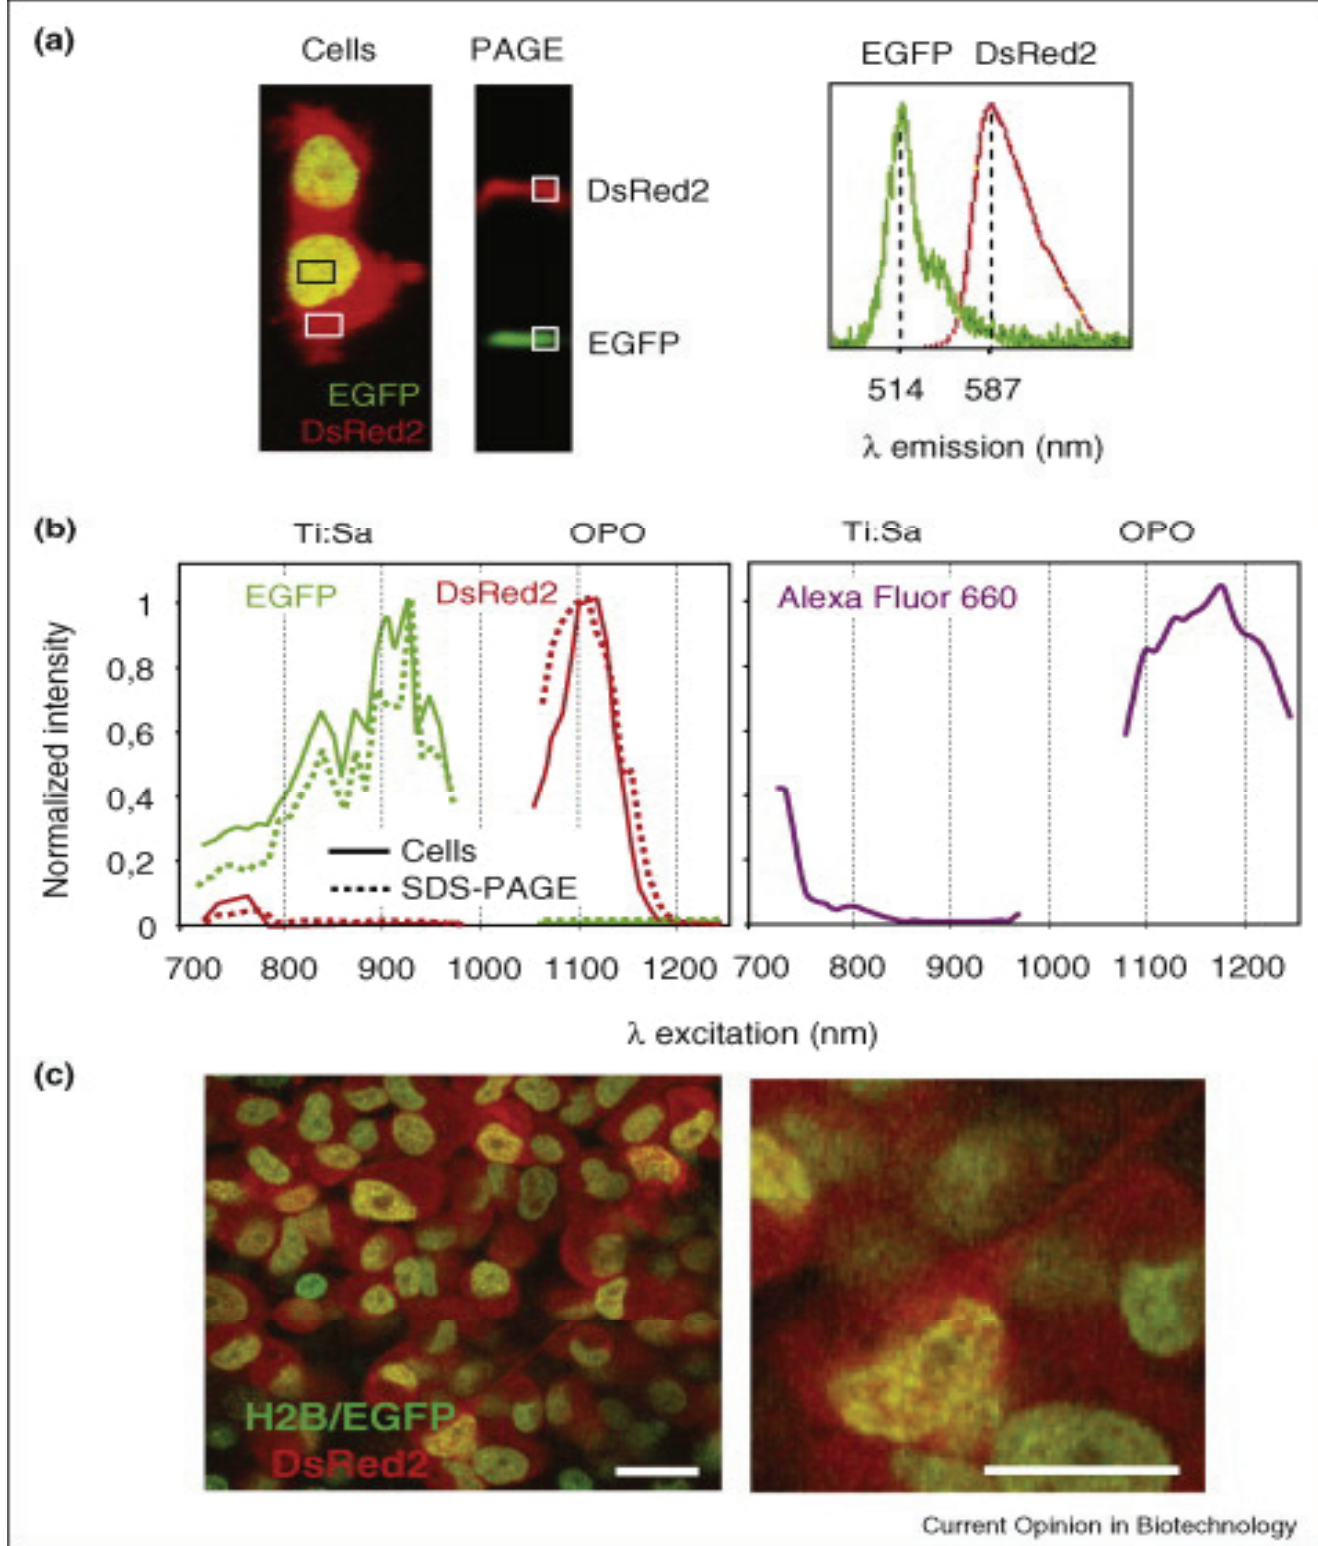 (a)
Cells
PAGE
EGFP DsRed2
DsRed2
EGFP
EGFP
DsRed2
514 587
λ emission (nm)
(b)
Ti:Sa OPO
Ti:Sa OPO
EGFP DsRed2
Alexa Fluor 660
Normalized intensity
1
0,8
0,6
0,4
0,2
0
Cells
SDS-PAGE
700 800 900 1000 1100 1200
700 800 900 1000 1100 1200
λ excitation (nm)
(c)
H2B/EGFP
DsRed2
Current Opinion in Biotechnology